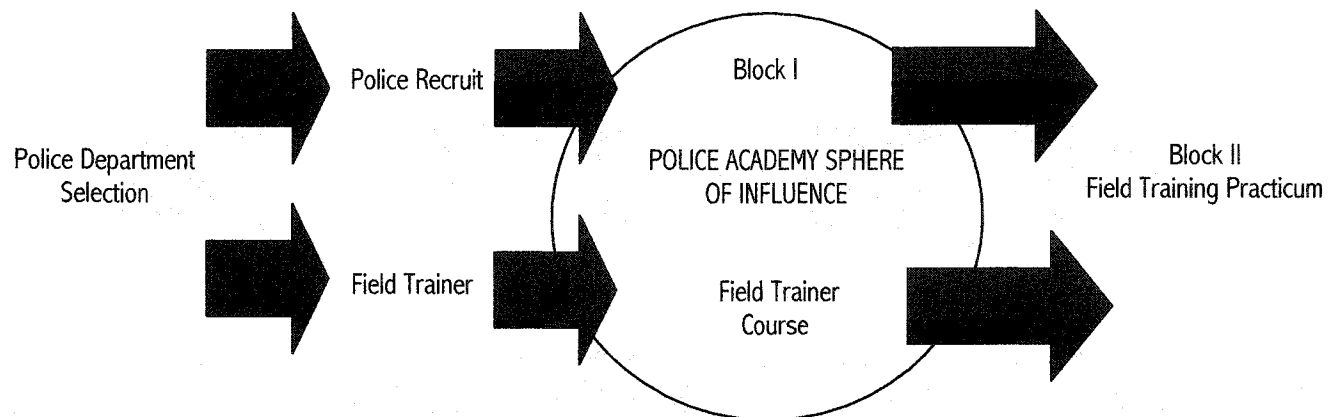 Police Department
Selection
Police Recruit
Field Trainer
Block I
POLICE ACADEMY SPHERE
OF INFLUENCE
Field Trainer
Course
Block II
Field Training Practicum